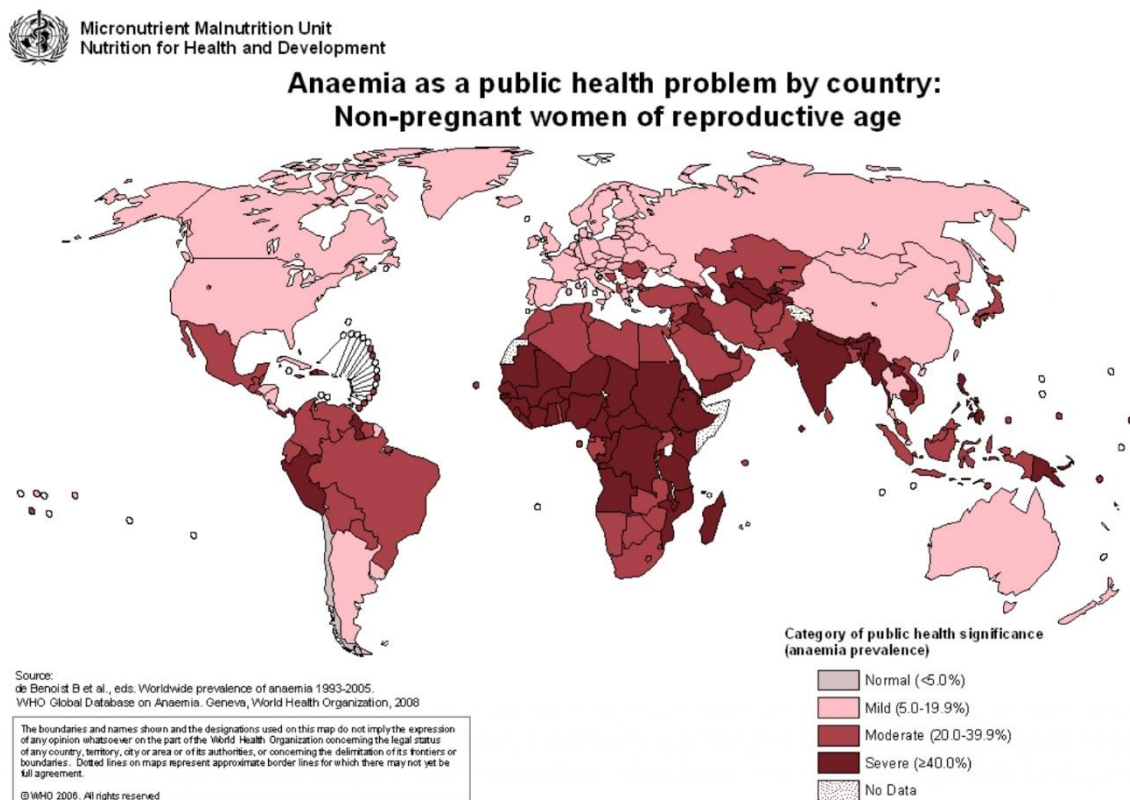 Micronutrient Malnutrition Unit
Nutrition for Health and Development
Anaemia as a public health problem by country:
Non-pregnant women of reproductive age
Category of public health significance
(anaemia prevalence)
Normal (<5.0%)
Mild (5.0-19.9%)
Moderate (20.0-39.9%)
Severe (≥40.0%)
No Data
Source:
de Benoist B et al., eds. Worldwide prevalence of anaemia 1993-2005.
WHO Global Database on Anaemia. Geneva, World Health Organization, 2008
The boundaries and names shown and the designations used on this map do not imply the expression
of any opinion whatsoever on the part of the World Health Organization concerning the legal status
of any country, territory, city or area or of its authorities, or concerning the delimitation of its frontiers or
boundaries. Dotted lines on maps represent approximate border lines for which there may not yet be
full agreement.
© WHO 2006. All rights reserved